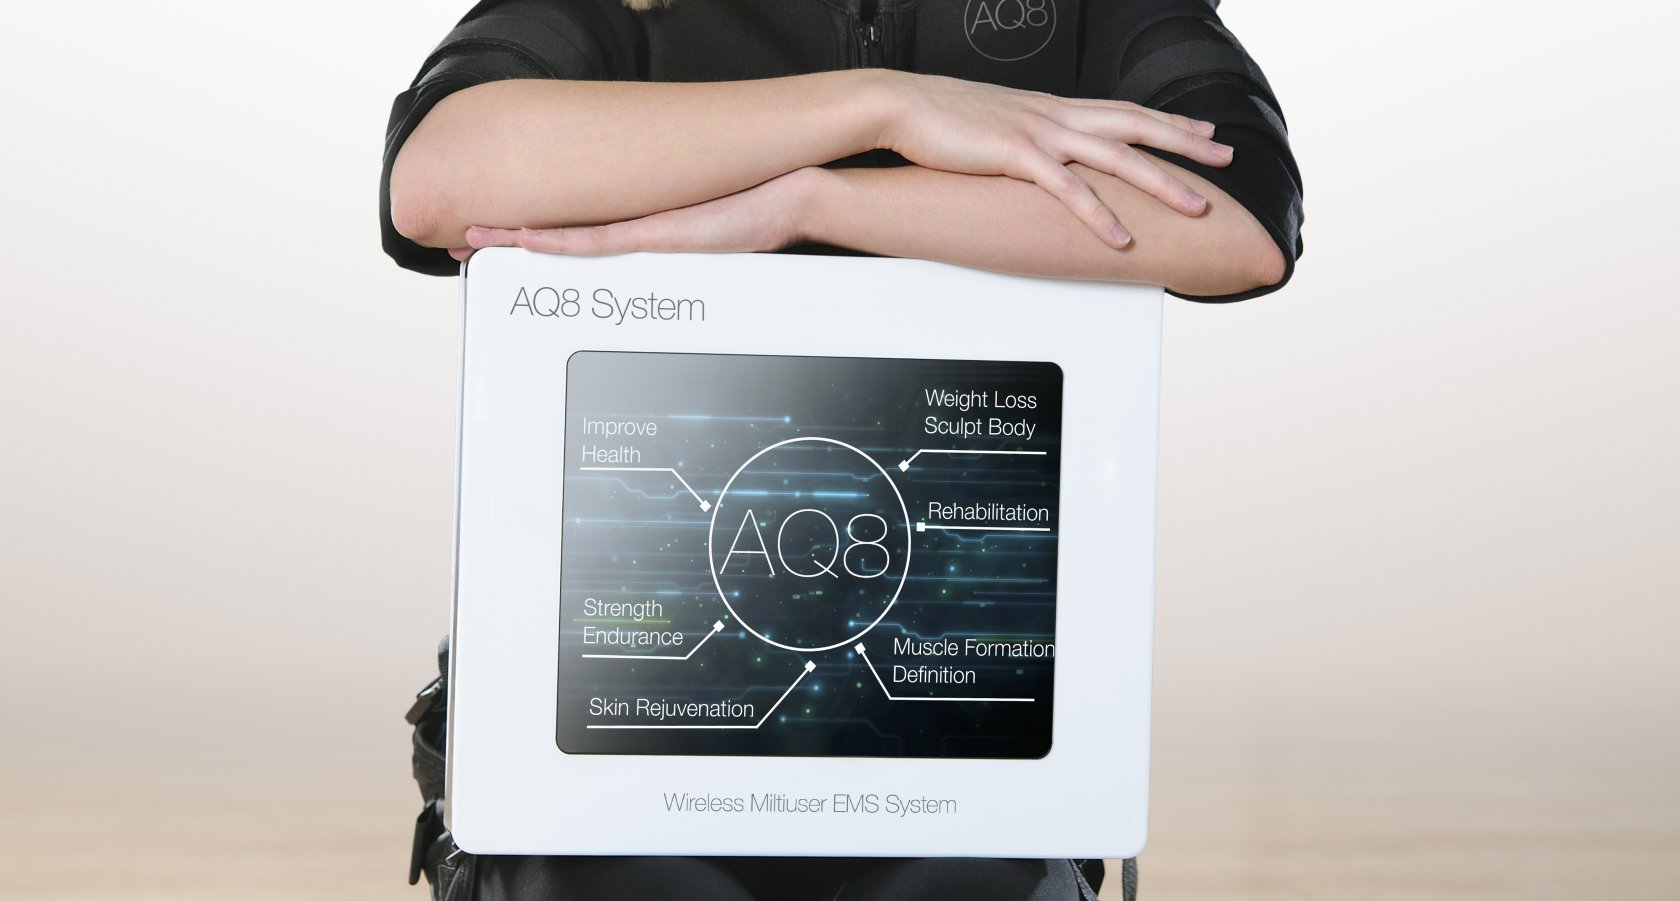 AQ8
AQ8 System
Improve
Health
Weight Loss
Sculpt Body
Rehabilitation
AQ8
Strength
Endurance
Muscle Formation
Definition
Skin Rejuvenation
Wireless Miltiuser EMS System